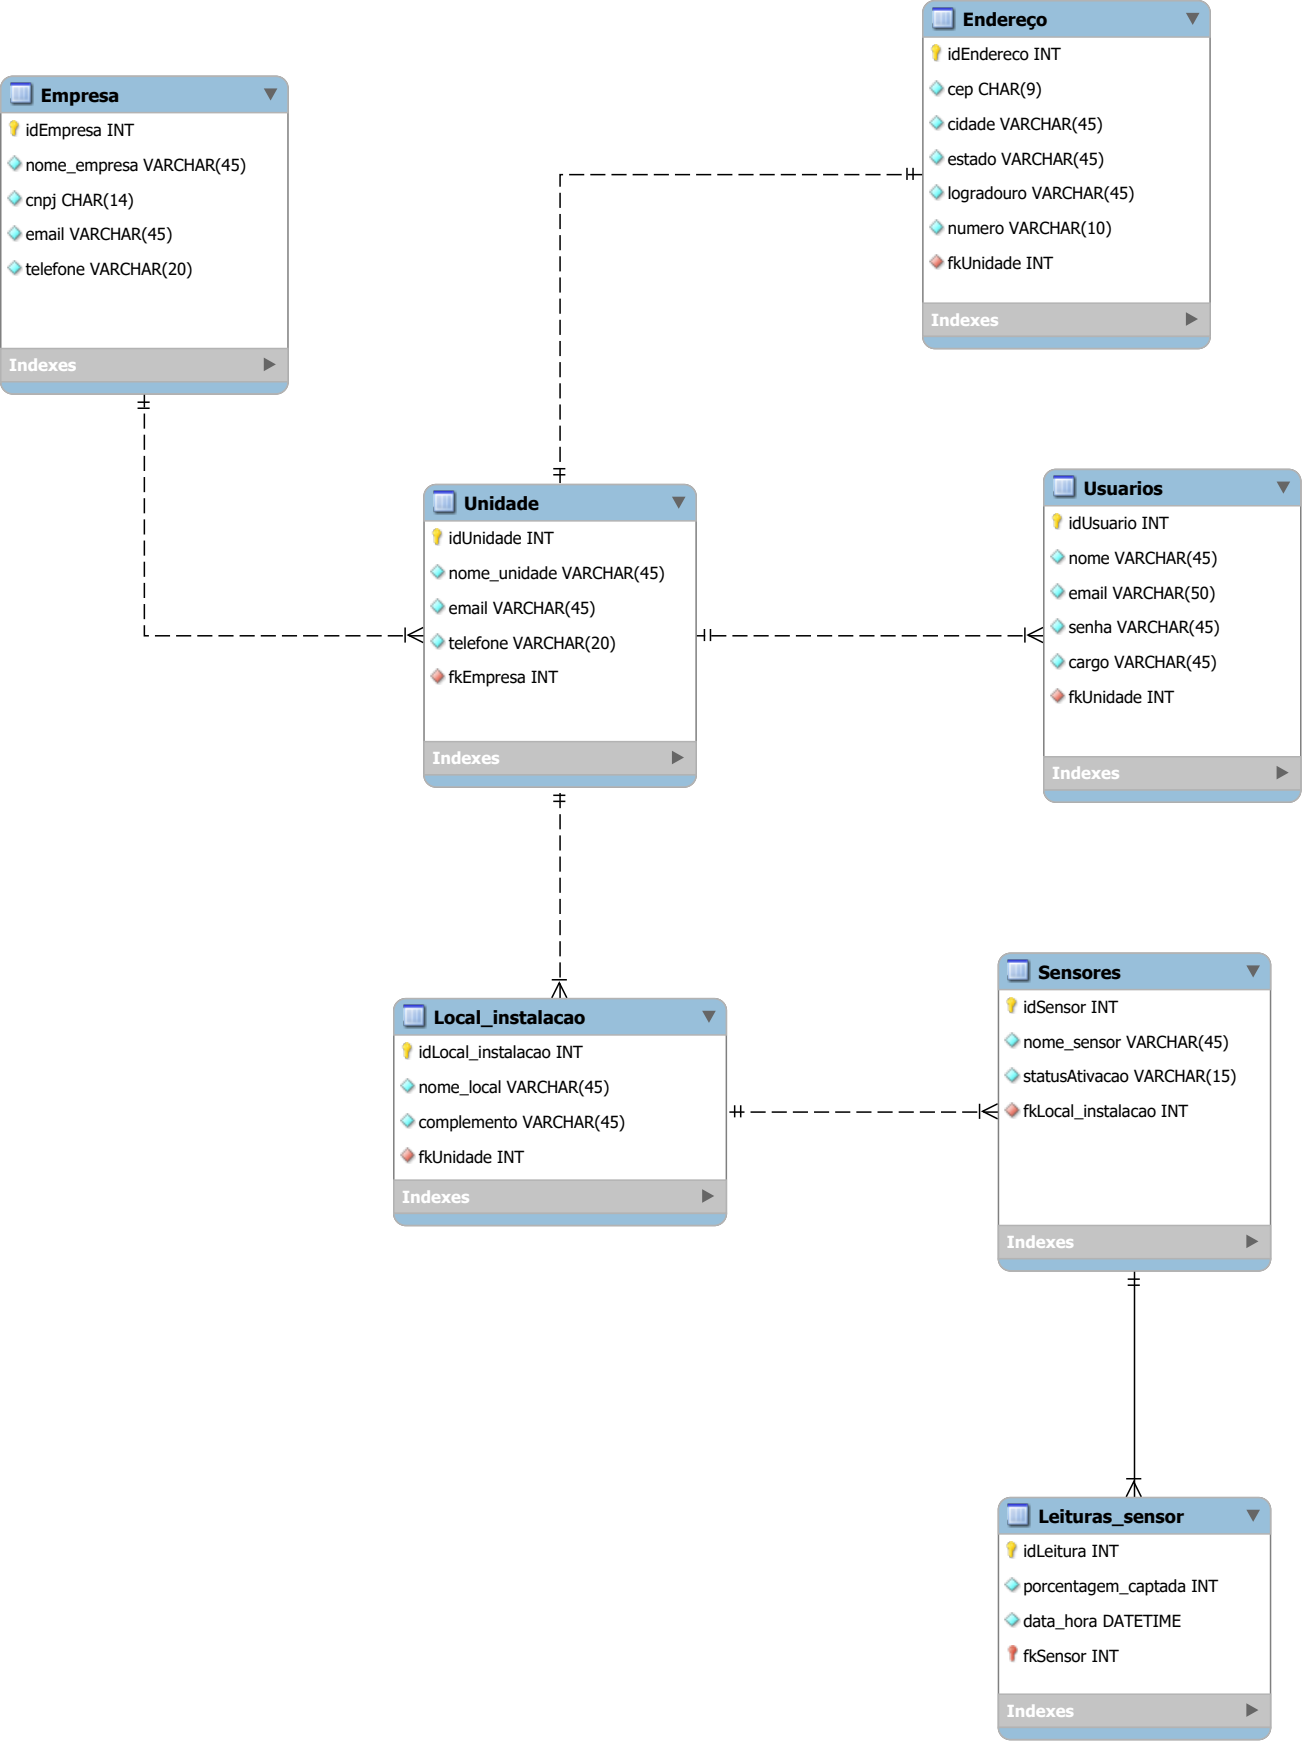 Empresa
idEmpresa INT
nome_empresa VARCHAR(45)
cnpj CHAR(14)
email VARCHAR(45)
telefone VARCHAR(20)
Indexes
Endereço
idEndereco INT
cep CHAR(9)
cidade VARCHAR(45)
estado VARCHAR(45)
logradouro VARCHAR(45)
numero VARCHAR(10)
fkUnidade INT
Indexes
Unidade
idUnidade INT
nome_unidade VARCHAR(45)
email VARCHAR(45)
telefone VARCHAR(20)
fkEmpresa INT
Indexes
Usuarios
idUsuario INT
nome VARCHAR(45)
email VARCHAR(50)
senha VARCHAR(45)
cargo VARCHAR(45)
fkUnidade INT
Indexes
Local_instalacao
idLocal_instalacao INT
nome_local VARCHAR(45)
complemento VARCHAR(45)
fkUnidade INT
Indexes
Sensores
idSensor INT
nome_sensor VARCHAR(45)
statusAtivacao VARCHAR(15)
fkLocal_instalacao INT
Indexes
Leituras_sensor
idLeitura INT
porcentagem_captada INT
data_hora DATETIME
fkSensor INT
Indexes